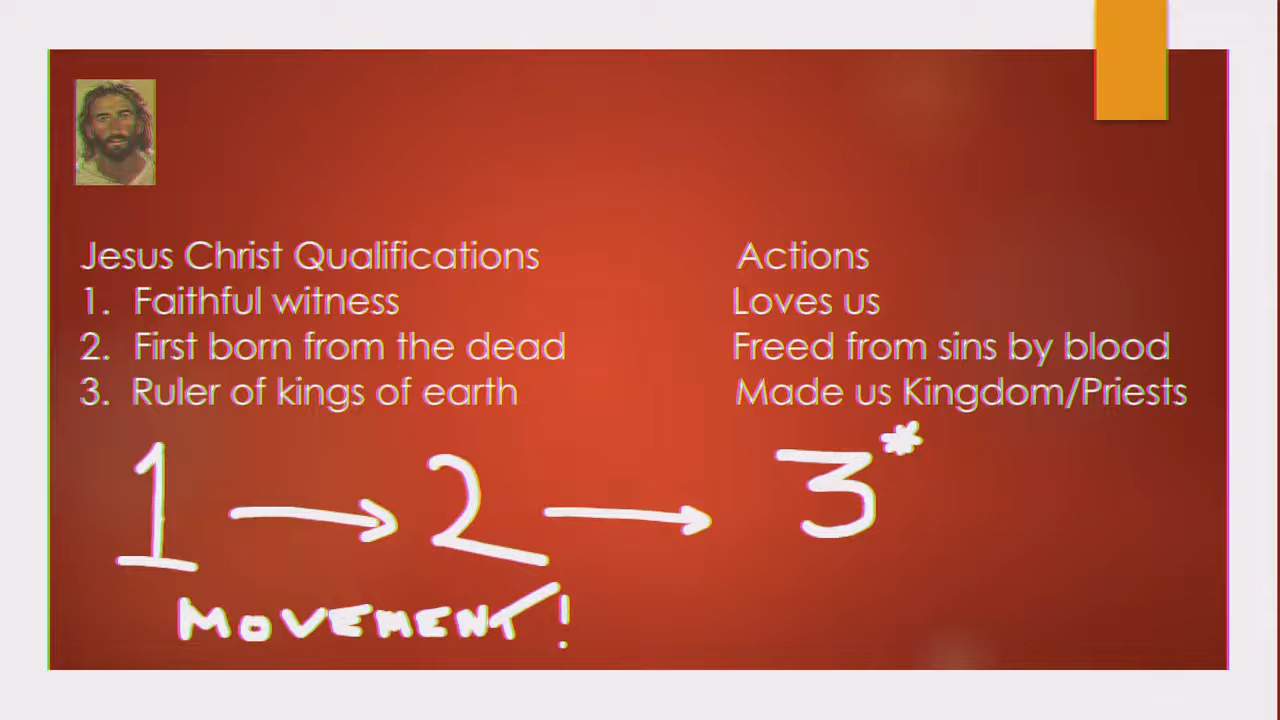 Jesus Christ Qualifications Actions
1. Faithful witness Loves us
2. First born from the dead Freed from sins by blood
3. Ruler of kings of earth Made us Kingdom/Priests
1 → 2 → 3*
MOVEMENT!